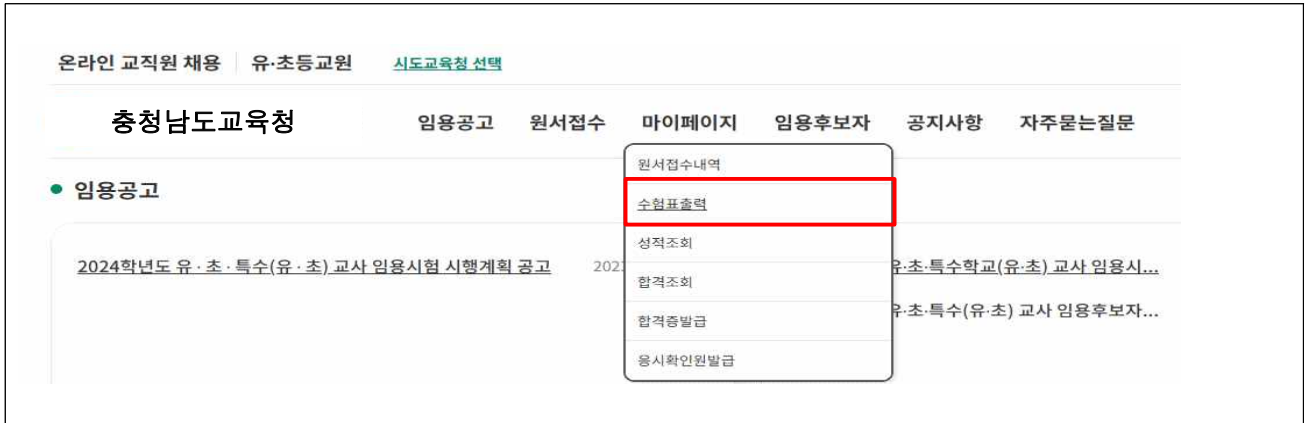 온라인 교직원 채용 유·초등교원 시도교육청 선택
충청남도교육청 임용공고 원서접수 마이페이지 임용후보자 공지사항 자주묻는질문
원서접수내역
임용공고
수험표출력
성적조회
2024학년도 유·초·특수(유·초) 교사 임용시험 시행계획 공고 202 유·초·특수학교(유·초) 교사 임용시...
합격조회
유·초·특수(유·초) 교사 임용후보자...
합격증발급
응시확인원발급